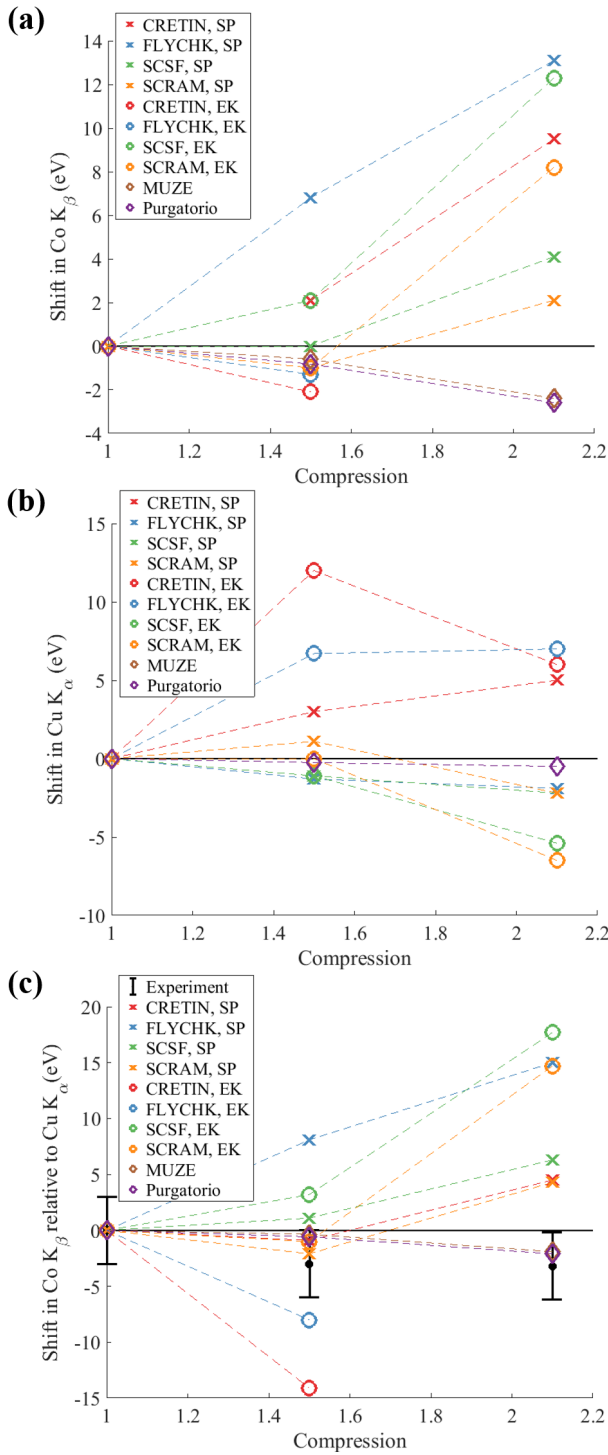 (a)
CRETIN, SP
FLYCHK, SP
SCSF, SP
SCRAM, SP
CRETIN, EK
FLYCHK, EK
SCSF, EK
SCRAM, EK
MUZE
Purgatorio
Shift in Co K_β (eV)
14
12
10
8
6
4
2
0
-2
-4
1
1.2
1.4
1.6
1.8
2
2.2
Compression
(b)
CRETIN, SP
FLYCHK, SP
SCSF, SP
SCRAM, SP
CRETIN, EK
FLYCHK, EK
SCSF, EK
SCRAM, EK
MUZE
Purgatorio
Shift in Cu K_α (eV)
15
10
5
0
-5
-10
1
1.2
1.4
1.6
1.8
2
2.2
Compression
(c)
Experiment
CRETIN, SP
FLYCHK, SP
SCSF, SP
SCRAM, SP
CRETIN, EK
FLYCHK, EK
SCSF, EK
SCRAM, EK
MUZE
Purgatorio
Shift in Co K_β relative to Cu K_α (eV)
20
15
10
5
0
-5
-10
-15
1
1.2
1.4
1.6
1.8
2
2.2
Compression